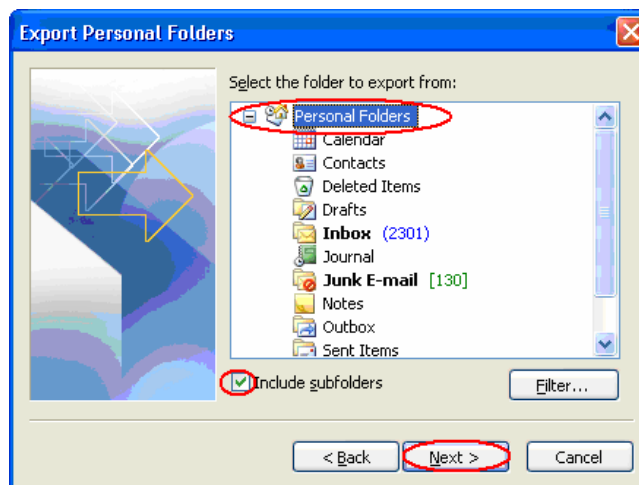 Export Personal Folders
Select the folder to export from:
Personal Folders
Calendar
Contacts
Deleted Items
Drafts
Inbox (2301)
Journal
Junk E-mail [130]
Notes
Outbox
Sent Items
Include subfolders
Filter...
< Back
Next >
Cancel